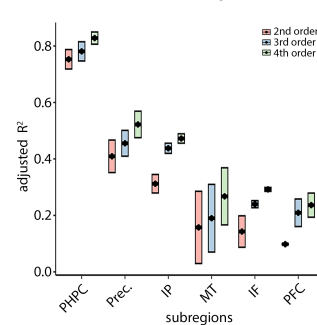 2nd order
3rd order
4th order
adjusted R²
0.8
0.6
0.4
0.2
0.0
PHPC
Prec.
IP
MT
IF
PFC
subregions